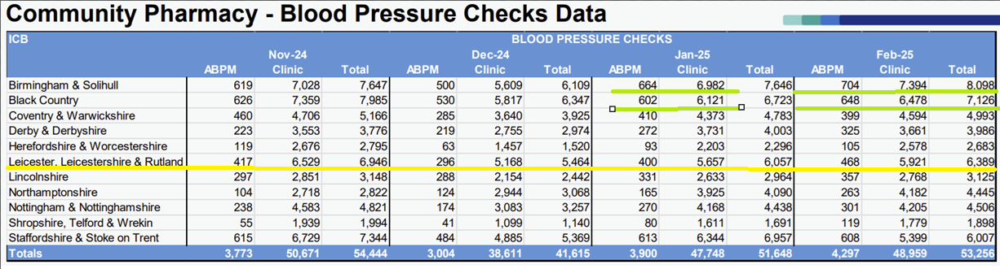 Community Pharmacy - Blood Pressure Checks Data
ICB BLOOD PRESSURE CHECKS
Nov-24 Dec-24 Jan-25 Feb-25
ABPM Clinic Total ABPM Clinic Total ABPM Clinic Total ABPM Clinic Total
Birmingham & Solihull 619 7,028 7,647 500 5,609 6,109 664 6,982 7,646 704 7,394 8,098
Black Country 626 7,359 7,985 530 5,817 6,347 602 6,121 6,723 648 6,478 7,126
Coventry & Warwickshire 460 4,706 5,166 285 3,640 3,925 410 4,373 4,783 399 4,594 4,993
Derby & Derbyshire 223 3,553 3,776 219 2,755 2,974 272 3,731 4,003 325 3,661 3,986
Herefordshire & Worcestershire 119 2,676 2,795 63 1,457 1,520 93 2,203 2,296 105 2,578 2,683
Leicester, Leicestershire & Rutland 417 6,529 6,946 296 5,168 5,464 400 5,657 6,057 468 5,921 6,389
Lincolnshire 297 2,851 3,148 288 2,154 2,442 331 2,633 2,964 357 2,768 3,125
Northamptonshire 104 2,718 2,822 124 2,944 3,068 165 3,925 4,090 263 4,182 4,445
Nottingham & Nottinghamshire 238 4,583 4,821 174 3,083 3,257 270 4,168 4,438 301 4,205 4,506
Shropshire, Telford & Wrekin 55 1,939 1,994 41 1,099 1,140 80 1,611 1,691 119 1,779 1,898
Staffordshire & Stoke on Trent 615 6,729 7,344 484 4,885 5,369 613 6,344 6,957 608 5,399 6,007
Totals 3,773 50,671 54,444 3,004 38,611 41,615 3,900 47,748 51,648 4,297 48,959 53,256